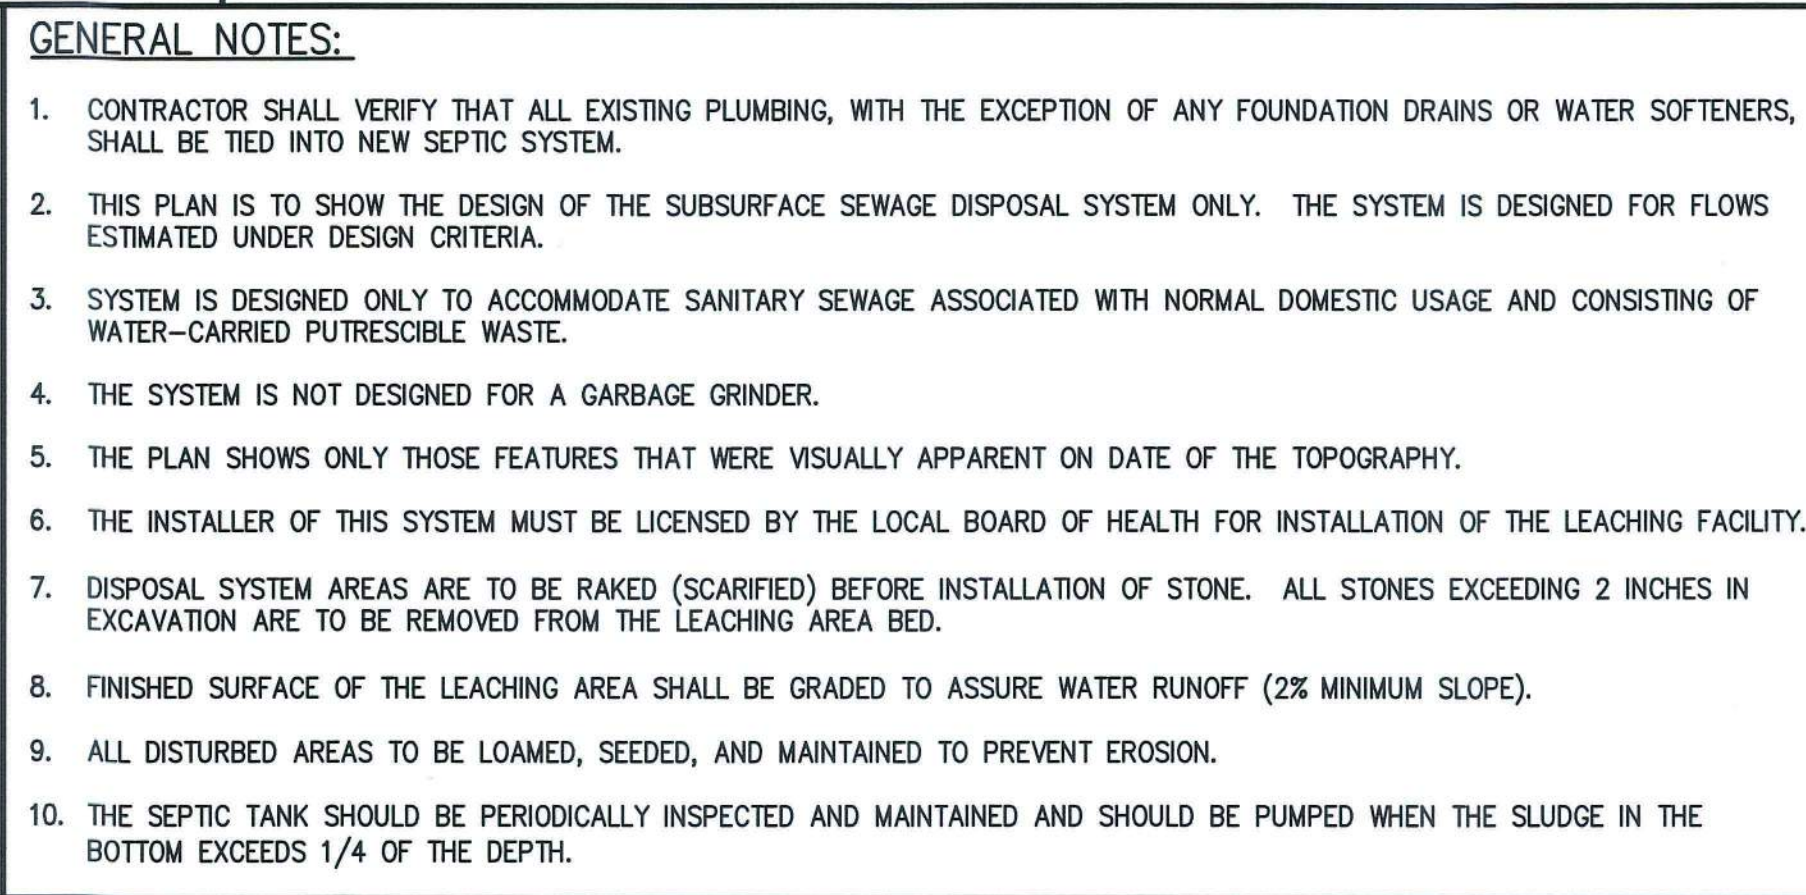 GENERAL NOTES:
1. CONTRACTOR SHALL VERIFY THAT ALL EXISTING PLUMBING, WITH THE EXCEPTION OF ANY FOUNDATION DRAINS OR WATER SOFTENERS,
SHALL BE TIED INTO NEW SEPTIC SYSTEM.
2. THIS PLAN IS TO SHOW THE DESIGN OF THE SUBSURFACE SEWAGE DISPOSAL SYSTEM ONLY. THE SYSTEM IS DESIGNED FOR FLOWS
ESTIMATED UNDER DESIGN CRITERIA.
3. SYSTEM IS DESIGNED ONLY TO ACCOMMODATE SANITARY SEWAGE ASSOCIATED WITH NORMAL DOMESTIC USAGE AND CONSISTING OF
WATER-CARRIED PUTRESCIBLE WASTE.
4. THE SYSTEM IS NOT DESIGNED FOR A GARBAGE GRINDER.
5. THE PLAN SHOWS ONLY THOSE FEATURES THAT WERE VISUALLY APPARENT ON DATE OF THE TOPOGRAPHY.
6. THE INSTALLER OF THIS SYSTEM MUST BE LICENSED BY THE LOCAL BOARD OF HEALTH FOR INSTALLATION OF THE LEACHING FACILITY.
7. DISPOSAL SYSTEM AREAS ARE TO BE RAKED (SCARIFIED) BEFORE INSTALLATION OF STONE. ALL STONES EXCEEDING 2 INCHES IN
EXCAVATION ARE TO BE REMOVED FROM THE LEACHING AREA BED.
8. FINISHED SURFACE OF THE LEACHING AREA SHALL BE GRADED TO ASSURE WATER RUNOFF (2% MINIMUM SLOPE).
9. ALL DISTURBED AREAS TO BE LOAMED, SEEDED, AND MAINTAINED TO PREVENT EROSION.
10. THE SEPTIC TANK SHOULD BE PERIODICALLY INSPECTED AND MAINTAINED AND SHOULD BE PUMPED WHEN THE SLUDGE IN THE
BOTTOM EXCEEDS 1/4 OF THE DEPTH.